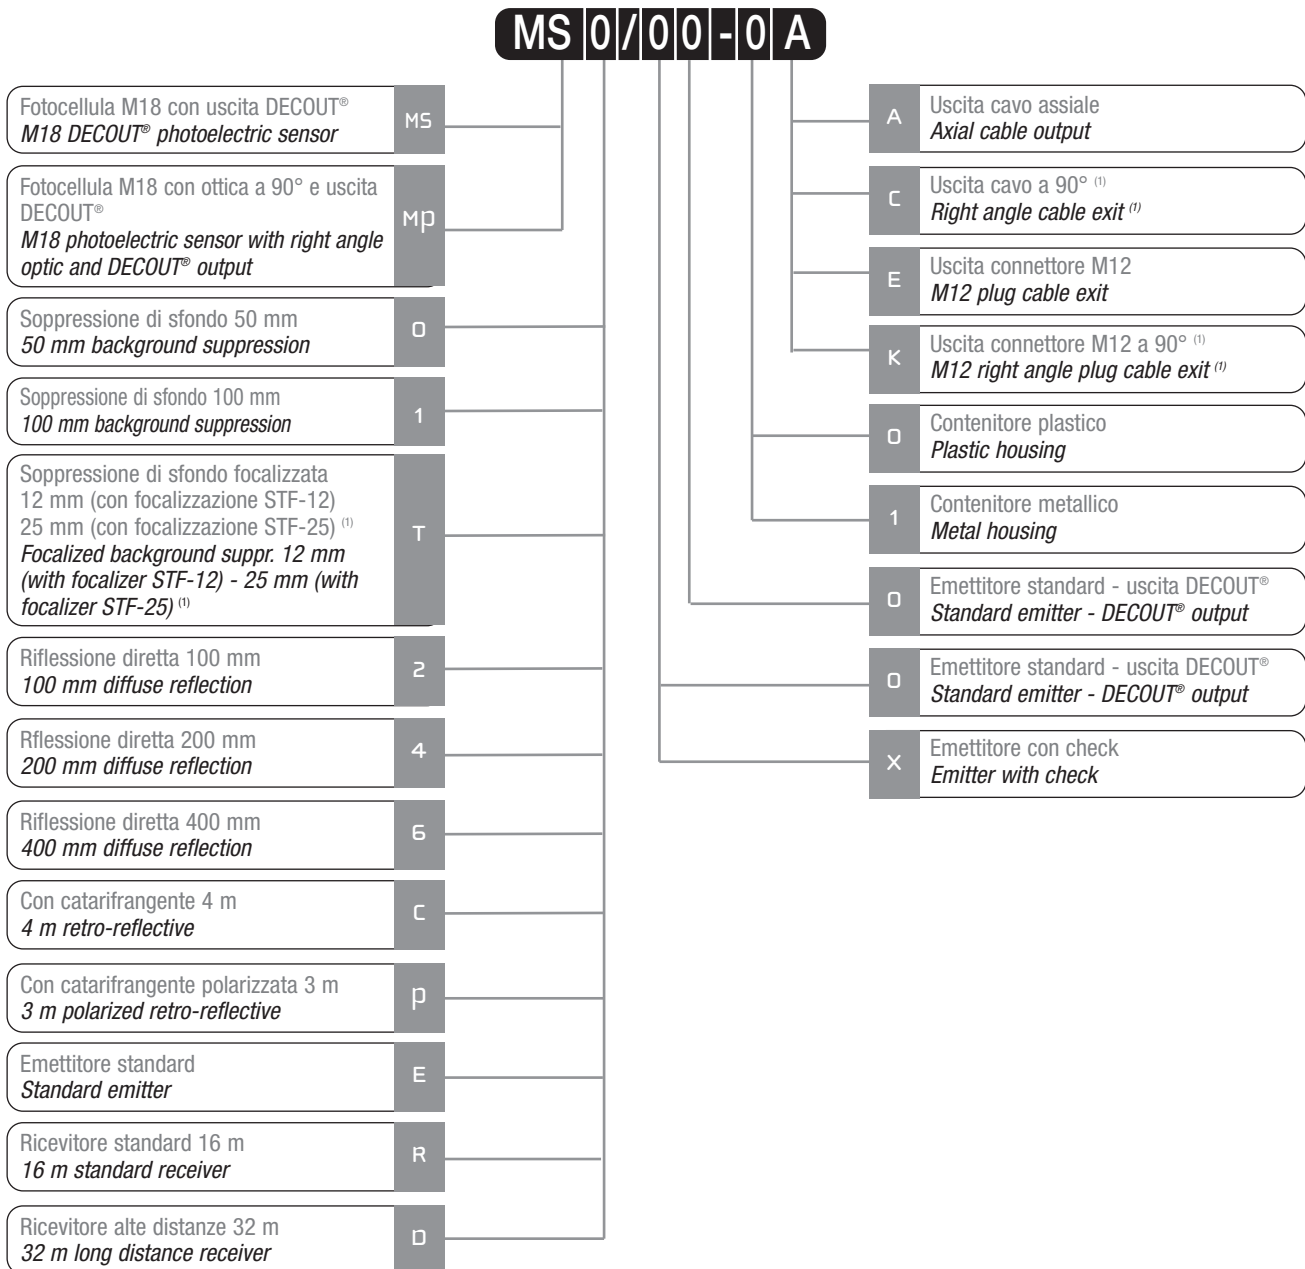 MS0/00-0A
Fotocellula M18 con uscita DECOUT®
M18 DECOUT® photoelectric sensor
MS
Fotocellula M18 con ottica a 90° e uscita
DECOUT®
M18 photoelectric sensor with right angle
optic and DECOUT® output
MP
Soppressione di sfondo 50 mm
50 mm background suppression
0
Soppressione di sfondo 100 mm
100 mm background suppression
1
Soppressione di sfondo focalizzata
12 mm (con focalizzazione STF-12)
25 mm (con focalizzazione STF-25) (1)
Focalized background suppr. 12 mm
(with focalizer STF-12) - 25 mm (with
focalizer STF-25) (1)
T
Riflessione diretta 100 mm
100 mm diffuse reflection
2
Rflessione diretta 200 mm
200 mm diffuse reflection
4
Riflessione diretta 400 mm
400 mm diffuse reflection
6
Con catarifrangente 4 m
4 m retro-reflective
C
Con catarifrangente polarizzata 3 m
3 m polarized retro-reflective
P
Emettitore standard
Standard emitter
E
Ricevitore standard 16 m
16 m standard receiver
R
Ricevitore alte distanze 32 m
32 m long distance receiver
D
A
Uscita cavo assiale
Axial cable output
C
Uscita cavo a 90° (1)
Right angle cable exit (1)
E
Uscita connettore M12
M12 plug cable exit
K
Uscita connettore M12 a 90° (1)
M12 right angle plug cable exit (1)
0
Contenitore plastico
Plastic housing
1
Contenitore metallico
Metal housing
0
Emettitore standard - uscita DECOUT®
Standard emitter - DECOUT® output
0
Emettitore standard - uscita DECOUT®
Standard emitter - DECOUT® output
X
Emettitore con check
Emitter with check